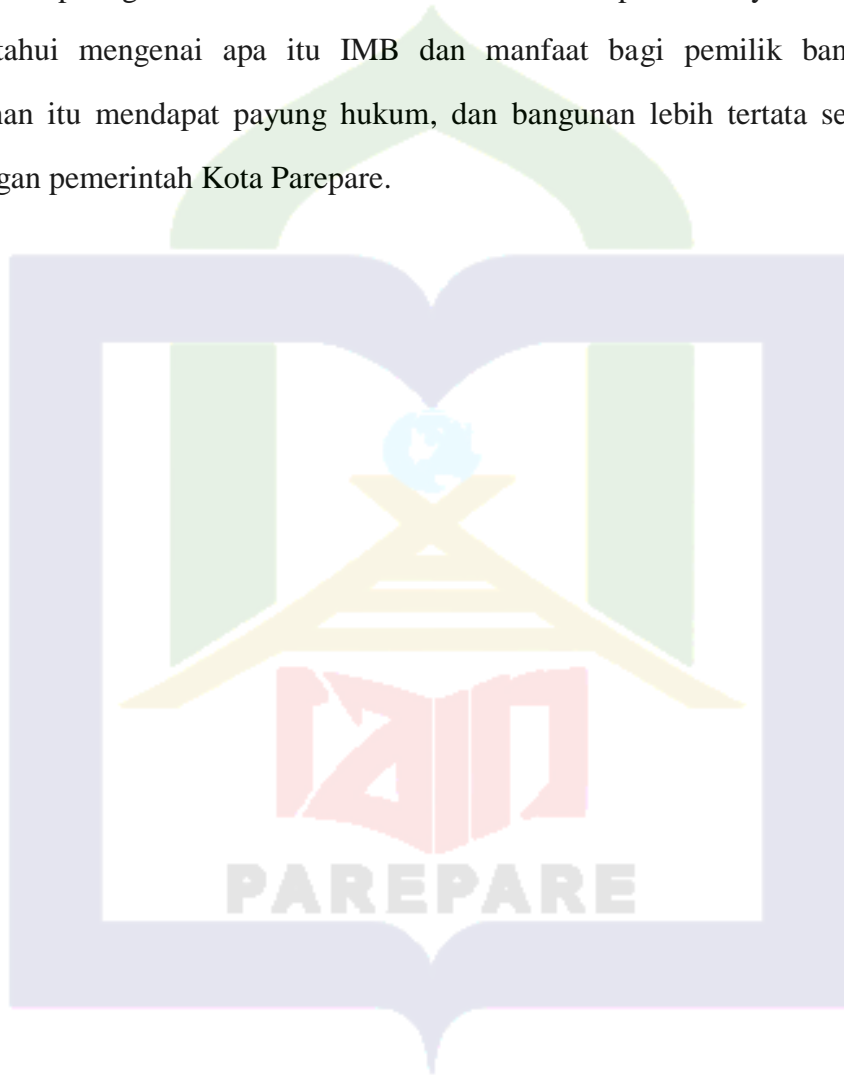 tahui mengenai apa itu IMB dan manfaat bagi pemilik ban
nan itu mendapat payung hukum, dan bangunan lebih tertata se
gan pemerintah Kota Parepare.
iain
PAREPARE